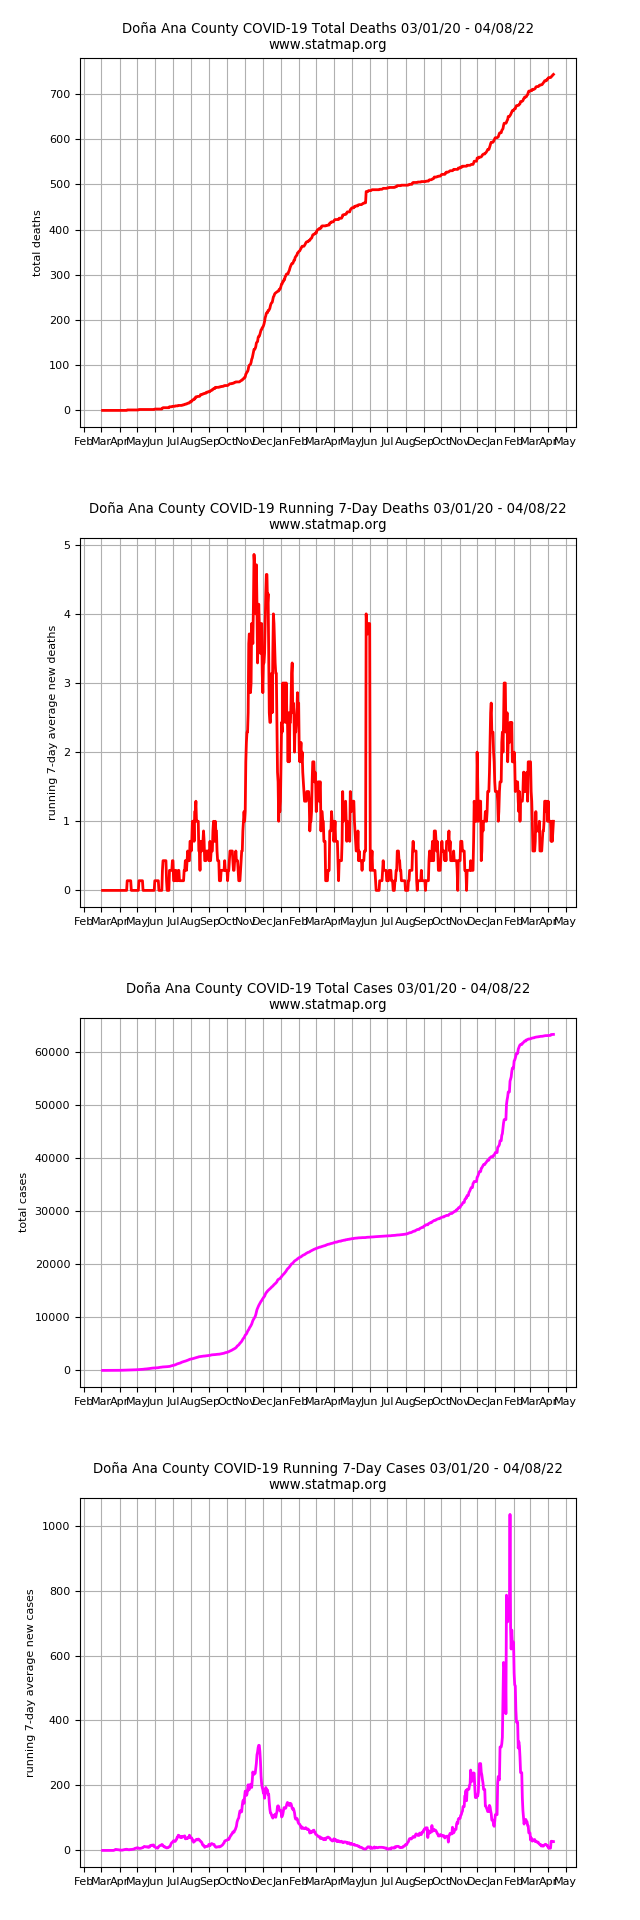 Doña Ana County COVID-19 Total Deaths 03/01/20 - 04/08/22
www.statmap.org
total deaths
700
600
500
400
300
200
100
0
Feb Mar Apr May Jun Jul Aug Sep Oct Nov Dec Jan Feb Mar Apr May Jun Jul Aug Sep Oct Nov Dec Jan Feb Mar Apr May
Doña Ana County COVID-19 Running 7-Day Deaths 03/01/20 - 04/08/22
www.statmap.org
running 7-day average new deaths
5
4
3
2
1
0
Feb Mar Apr May Jun Jul Aug Sep Oct Nov Dec Jan Feb Mar Apr May Jun Jul Aug Sep Oct Nov Dec Jan Feb Mar Apr May
Doña Ana County COVID-19 Total Cases 03/01/20 - 04/08/22
www.statmap.org
total cases
60000
50000
40000
30000
20000
10000
0
Feb Mar Apr May Jun Jul Aug Sep Oct Nov Dec Jan Feb Mar Apr May Jun Jul Aug Sep Oct Nov Dec Jan Feb Mar Apr May
Doña Ana County COVID-19 Running 7-Day Cases 03/01/20 - 04/08/22
www.statmap.org
running 7-day average new cases
1000
800
600
400
200
0
Feb Mar Apr May Jun Jul Aug Sep Oct Nov Dec Jan Feb Mar Apr May Jun Jul Aug Sep Oct Nov Dec Jan Feb Mar Apr May